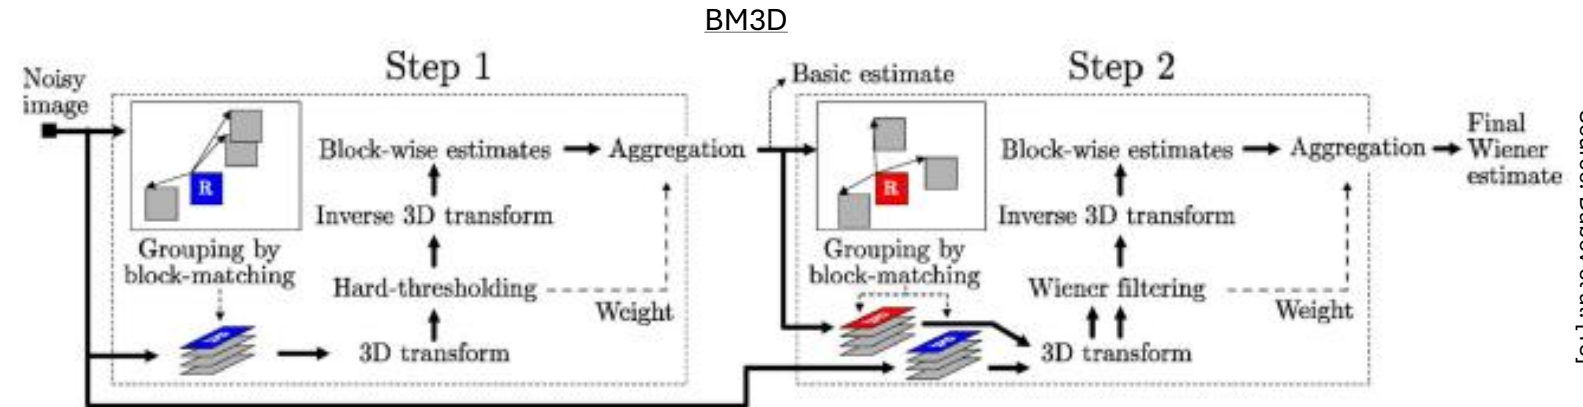 BM3D
Step 1
Noisy
image
R
Grouping by
block-matching
Block-wise estimates
Aggregation
Inverse 3D transform
Hard-thresholding
Weight
3D transform
Basic estimate
Step 2
R
Grouping by
block-matching
Block-wise estimates
Aggregation
Inverse 3D transform
Wiener filtering
Weight
3D transform
Final
Wiener
estimate